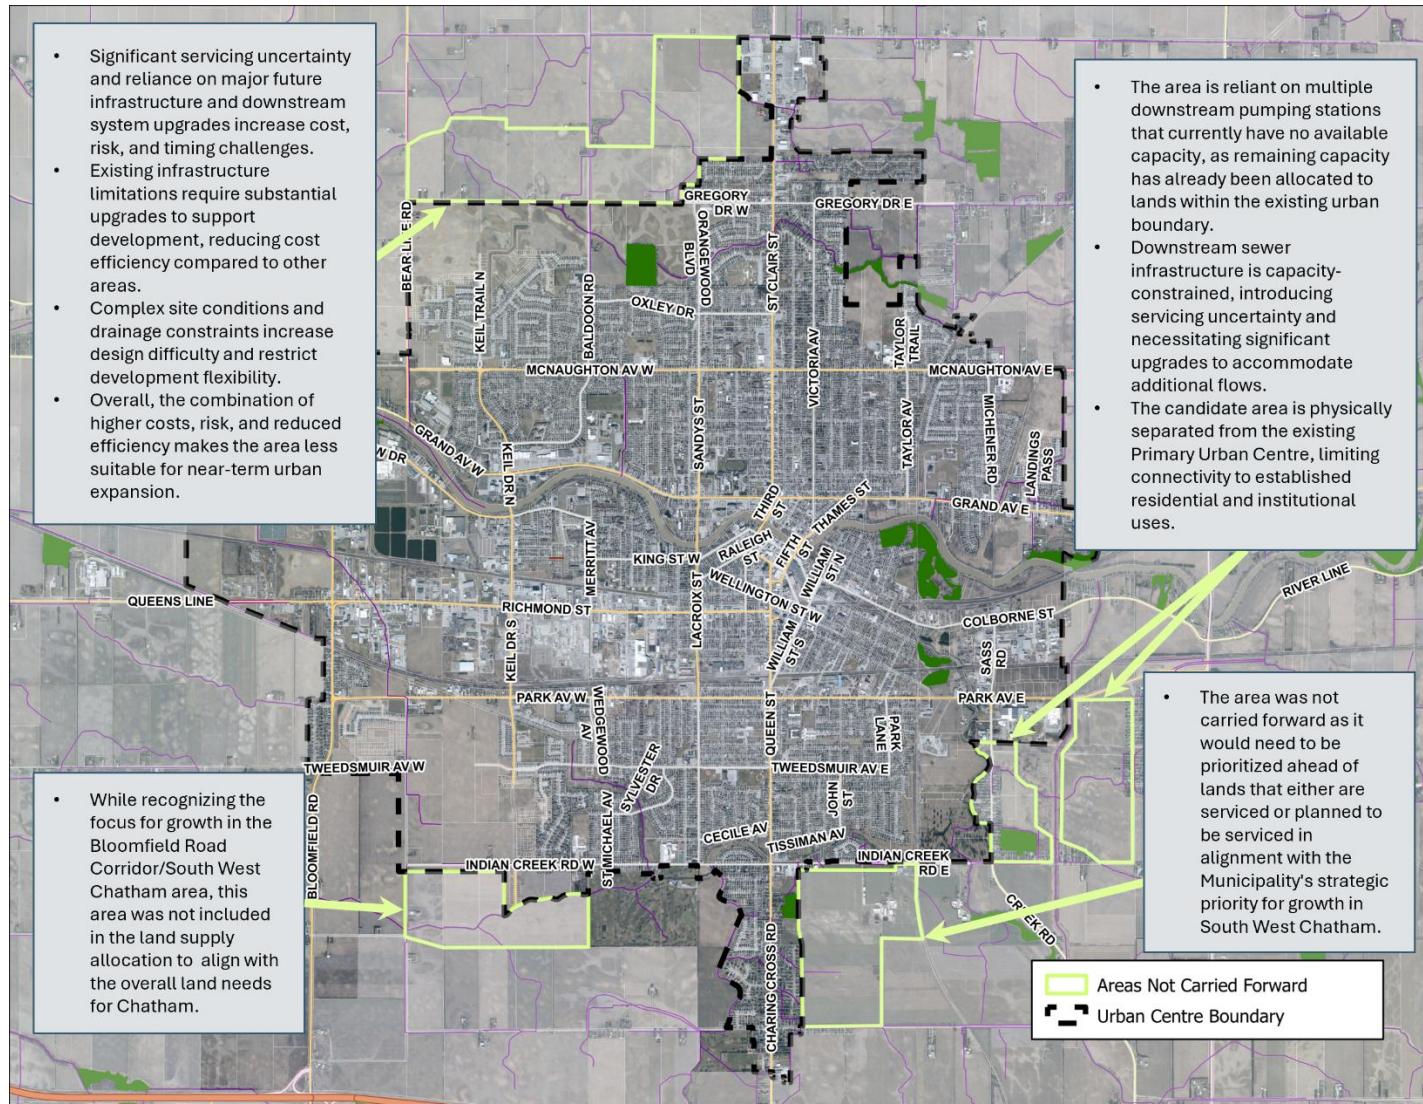 • Significant servicing uncertainty
and reliance on major future
infrastructure and downstream
system upgrades increase cost,
risk, and timing challenges.
• Existing infrastructure
limitations require substantial
upgrades to support
development, reducing cost
efficiency compared to other
areas.
• Complex site conditions and
drainage constraints increase
design difficulty and restrict
development flexibility.
• Overall, the combination of
higher costs, risk, and reduced
efficiency makes the area less
suitable for near-term urban
expansion.
• The area is reliant on multiple
downstream pumping stations
that currently have no available
capacity, as remaining capacity
has already been allocated to
lands within the existing urban
boundary.
• Downstream sewer
infrastructure is capacity-
constrained, introducing
servicing uncertainty and
necessitating significant
upgrades to accommodate
additional flows.
• The candidate area is physically
separated from the existing
Primary Urban Centre, limiting
connectivity to established
residential and institutional
uses.
GREGORY
DR W
GREGORY DR E
BEAR LINE RD
KEIL TRAIL N
BALDOON RD
ORANGEWOOD
BLVD
ST CLAIR ST
OXLEY DR
VICTORIA AV
TAYLOR
TRAIL
MCNAUGHTON AV W
MCNAUGHTON AV E
SANDYS ST
TAYLOR AV
MICHENER RD
LANDINGS
PASS
GRAND AV W
N DR
KEIL DR N
GRAND AV E
THIRD
ST
THAMES ST
FIFTH
ST
RALEIGH
ST
WILLIAM
ST N
MERRITT AV
KING ST W
WELLINGTON ST W
LACROIX ST
QUEENS LINE
RICHMOND ST
COLBORNE ST
RIVER LINE
KEIL DR S
WILLIAM
ST S
SASS
RD
PARK AV W
PARK AV E
WEDGEWOOD
AV
QUEEN ST
PARK
LANE
TWEEDSMUIR AV W
TWEEDSMUIR AV E
SYLVESTER
DR
JOHN
ST
BLOOMFIELD RD
ST MICHAEL AV
CECILE AV
TISSIMAN AV
INDIAN CREEK RD W
INDIAN CREEK
RD E
CREEK RD
CHARING CROSS RD
• While recognizing the
focus for growth in the
Bloomfield Road
Corridor/South West
Chatham area, this
area was not included
in the land supply
allocation to align with
the overall land needs
for Chatham.
• The area was not
carried forward as it
would need to be
prioritized ahead of
lands that either are
serviced or planned to
be serviced in
alignment with the
Municipality's strategic
priority for growth in
South West Chatham.
Areas Not Carried Forward
Urban Centre Boundary